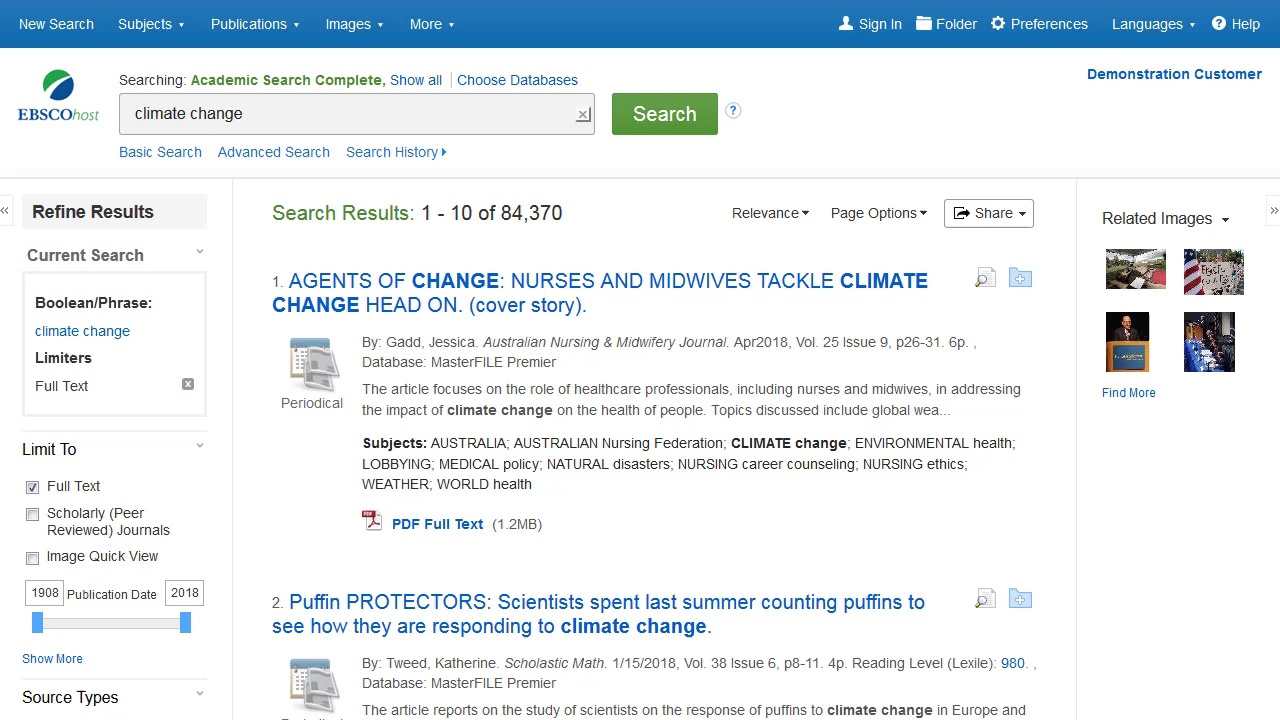 New Search Subjects Publications Images More Sign In Folder Preferences Languages Help
Searching: Academic Search Complete, Show all Choose Databases
Demonstration Customer
EBSCOhost
climate change
Search
Basic Search Advanced Search Search History
Refine Results
Current Search
Boolean/Phrase:
climate change
Limiters
Full Text
Limit To
Full Text
Scholarly (Peer
Reviewed) Journals
Image Quick View
1908 Publication Date 2018
Show More
Source Types
Search Results: 1 - 10 of 84,370
Relevance Page Options Share
1. AGENTS OF CHANGE: NURSES AND MIDWIVES TACKLE CLIMATE
CHANGE HEAD ON. (cover story).
Periodical
By: Gadd, Jessica. Australian Nursing & Midwifery Journal. Apr2018, Vol. 25 Issue 9, p26-31. 6p. ,
Database: MasterFILE Premier
The article focuses on the role of healthcare professionals, including nurses and midwives, in addressing
the impact of climate change on the health of people. Topics discussed include global wea...
Subjects: AUSTRALIA; AUSTRALIAN Nursing Federation; CLIMATE change; ENVIRONMENTAL health;
LOBBYING; MEDICAL policy; NATURAL disasters; NURSING career counseling; NURSING ethics;
WEATHER; WORLD health
PDF Full Text (1.2MB)
2. Puffin PROTECTORS: Scientists spent last summer counting puffins to
see how they are responding to climate change.
By: Tweed, Katherine. Scholastic Math. 1/15/2018, Vol. 38 Issue 6, p8-11. 4p. Reading Level (Lexile): 980. ,
Database: MasterFILE Premier
The article reports on the study of scientists on the response of puffins to climate change in Europe and
Related Images
Find More